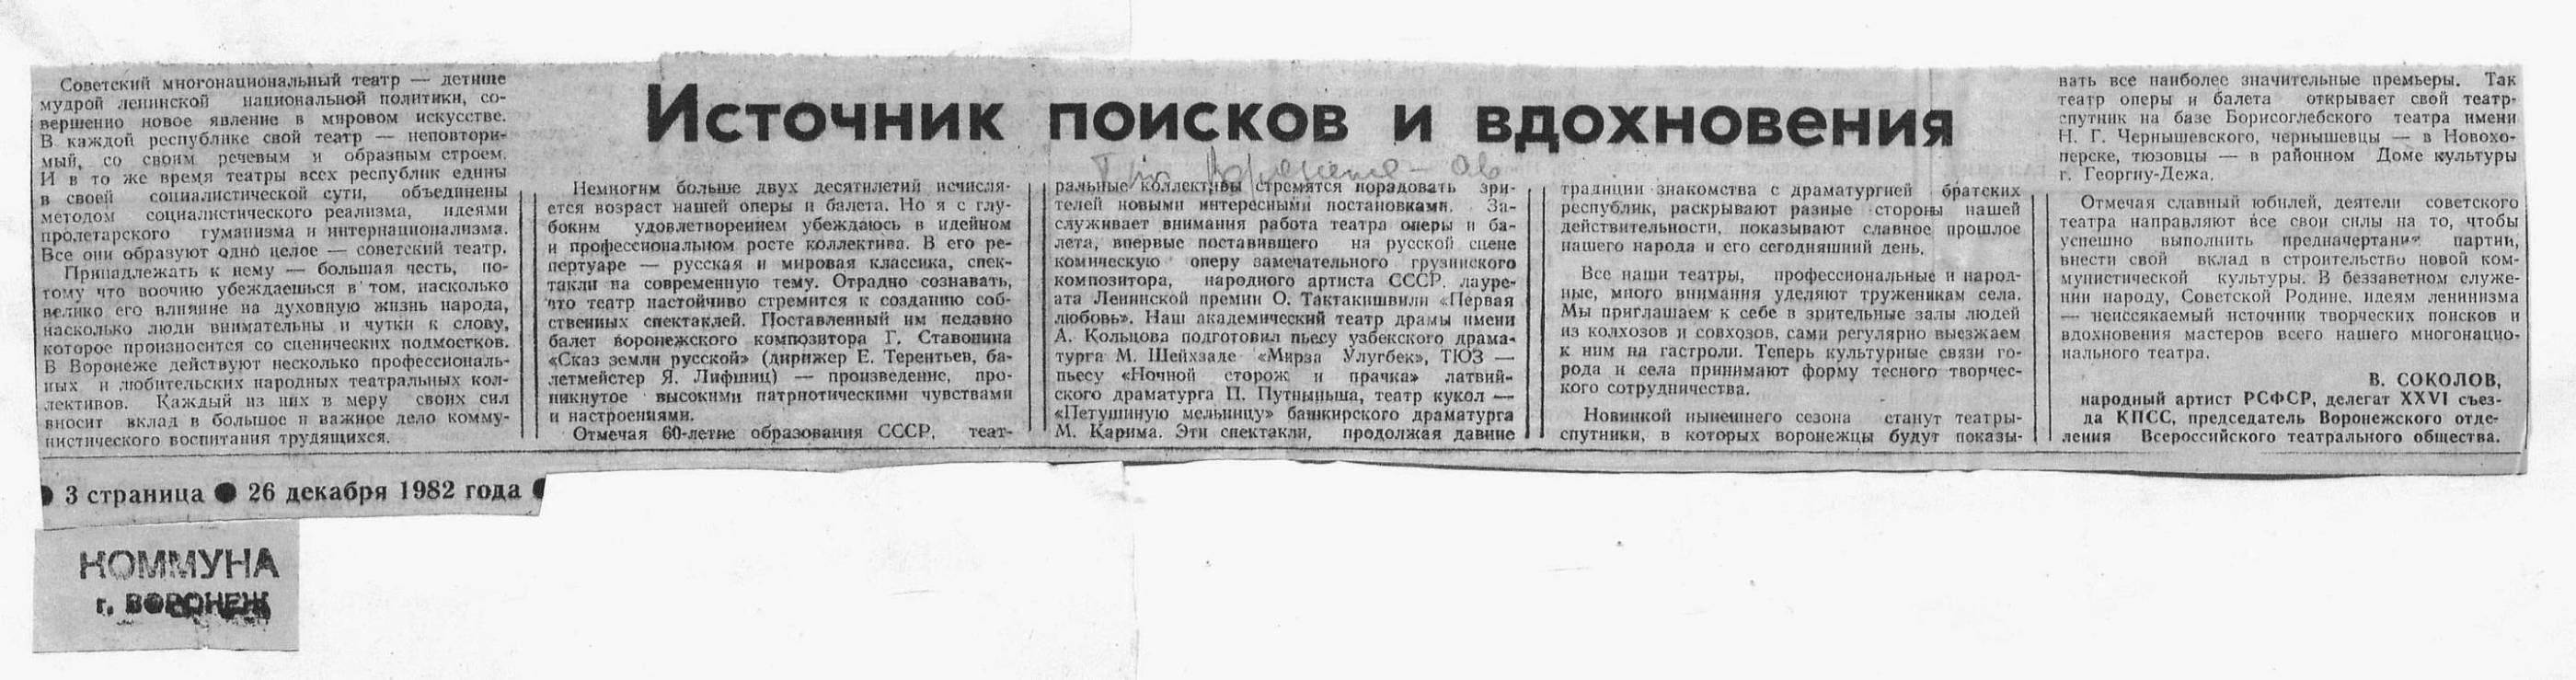 Источник поисков и вдохновения
Советский многонациональный театр — детище
мудрой ленинской национальной политики, со-
вершенно новое явление в мировом искусстве.
В каждой республике свой театр — неповтори-
мый, со своим речевым и образным строем.
И в то же время театры всех республик едины
в своей социалистической сути, объединены
методом социалистического реализма, идеями
пролетарского гуманизма и интернационализма.
Все они образуют одно целое — советский театр.
Принадлежать к нему — большая честь, по-
тому что воочию убеждаешься в том, насколько
велико его влияние на духовную жизнь народа,
насколько люди внимательны и чутки к слову,
которое произносится со сценических подмостков.
В Воронеже действуют несколько профессиональ-
ных и любительских народных театральных кол-
лективов. Каждый из них в меру своих сил
вносит вклад в большое и важное дело комму-
нистического воспитания трудящихся.
Немногим больше двух десятилетий исчисля-
ется возраст нашей оперы и балета. Но я с глу-
боким удовлетворением убеждаюсь в идейном
и профессиональном росте коллектива. В его ре-
пертуаре — русская и мировая классика, спек-
такли на современную тему. Отрадно сознавать,
что театр настойчиво стремится к созданию соб-
ственных спектаклей. Поставленный им недавно
балет воронежского композитора Г. Ставонина
«Сказ земли русской» (дирижер Е. Терентьев, ба-
летмейстер Я. Лифшиц) — произведение, про-
никнутое высокими патриотическими чувствами
и настроениями.
Отмечая 60-летие образования СССР, теат-
ральные коллективы стремятся порадовать зри-
телей новыми интересными постановками. За-
служивает внимания работа театра оперы и ба-
лета, впервые поставившего на русской сцене
комическую оперу замечательного грузинского
композитора, народного артиста СССР, лауре-
ата Ленинской премии О. Тактакишвили «Первая
любовь». Наш академический театр драмы имени
А. Кольцова подготовил пьесу узбекского драма-
турга М. Шейхзаде «Мирза Улугбек», ТЮЗ —
пьесу «Ночной сторож и прачка» латвий-
ского драматурга П. Путныньша, театр кукол —
«Петушиную мельницу» башкирского драматурга
М. Карима. Эти спектакли, продолжая давние
традиции знакомства с драматургией братских
республик, раскрывают разные стороны нашей
действительности, показывают славное прошлое
нашего народа и его сегодняшний день.
Все наши театры, профессиональные и народ-
ные, много внимания уделяют труженикам села.
Мы приглашаем к себе в зрительные залы людей
из колхозов и совхозов, сами регулярно выезжаем
к ним на гастроли. Теперь культурные связи го-
рода и села принимают форму тесного творчес-
кого сотрудничества.
Новинкой нынешнего сезона станут театры-
спутники, в которых воронежцы будут показы-
вать все наиболее значительные премьеры. Так
театр оперы и балета открывает свой театр-
спутник на базе Борисоглебского театра имени
Н. Г. Чернышевского, чернышевцы — в Новохо-
перске, тюзовцы — в районном Доме культуры
г. Георгиу-Дежа.
Отмечая славный юбилей, деятели советского
театра направляют все свои силы на то, чтобы
успешно выполнить предначертания партии,
внести свой вклад в строительство новой ком-
мунистической культуры. В беззаветном служе-
нии народу, Советской Родине, идеям ленинизма
— неиссякаемый источник творческих поисков и
вдохновения мастеров всего нашего многонацио-
нального театра.
В. СОКОЛОВ,
народный артист РСФСР, делегат XXVI съез-
да КПСС, председатель Воронежского отде-
ления Всероссийского театрального общества.
3 страница ● 26 декабря 1982 года
КОММУНА
г. ВОРОНЕЖ